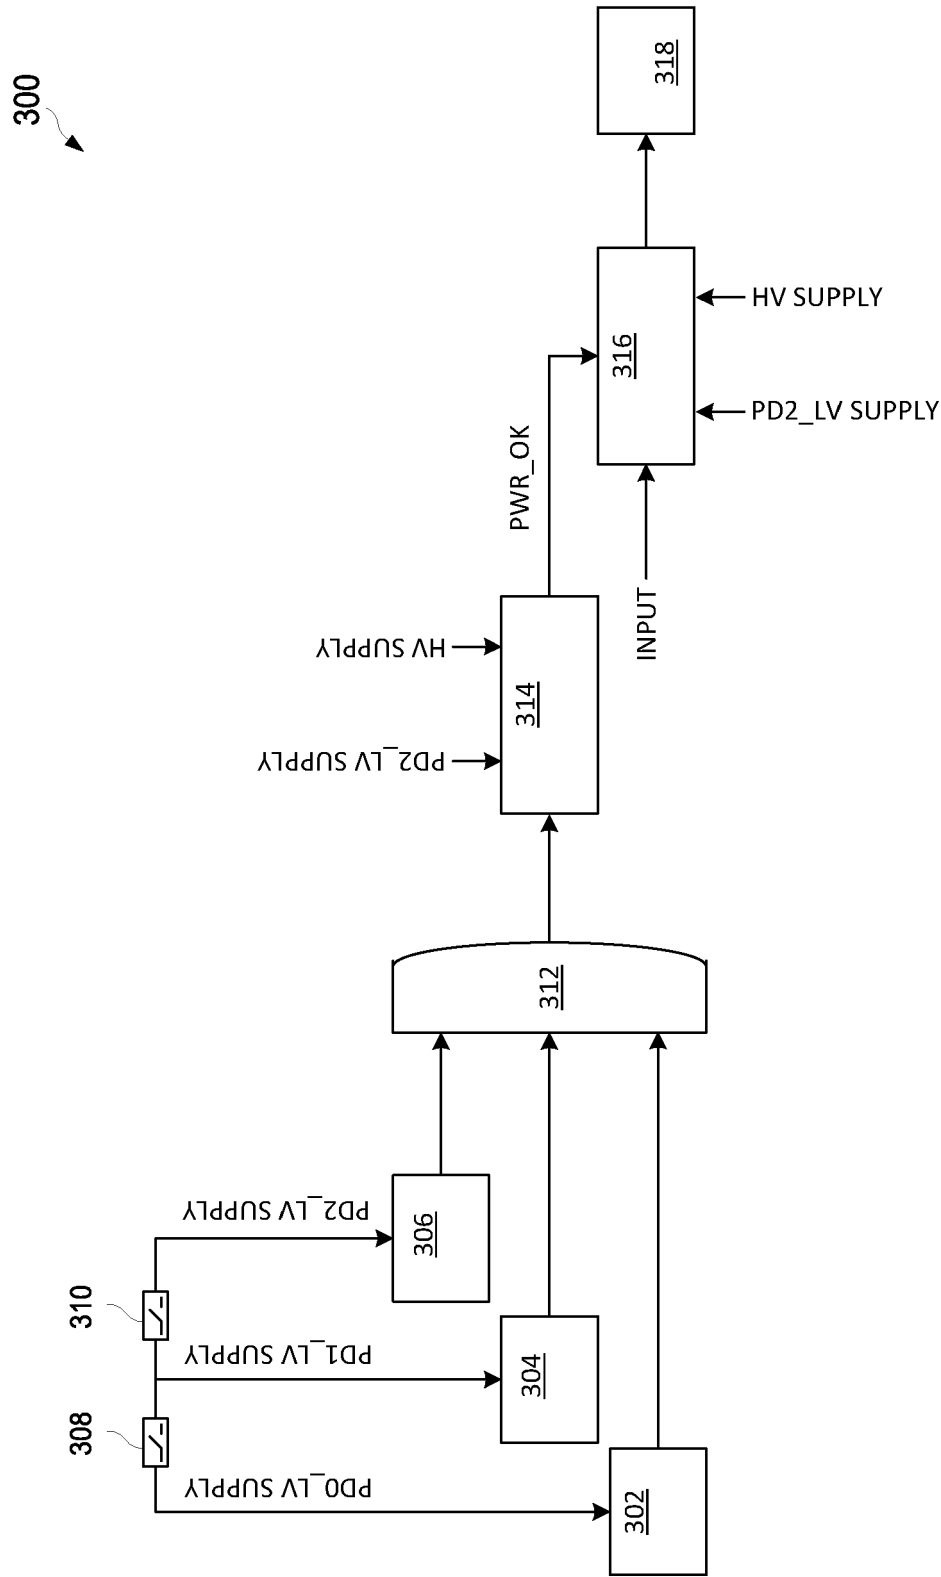 300
318
HV SUPPLY
316
PD2_LV SUPPLY
PWR_OK
INPUT
HV SUPPLY
314
PD2_LV SUPPLY
312
PD2_LV SUPPLY
306
310
PD1_LV SUPPLY
304
308
PD0_LV SUPPLY
302